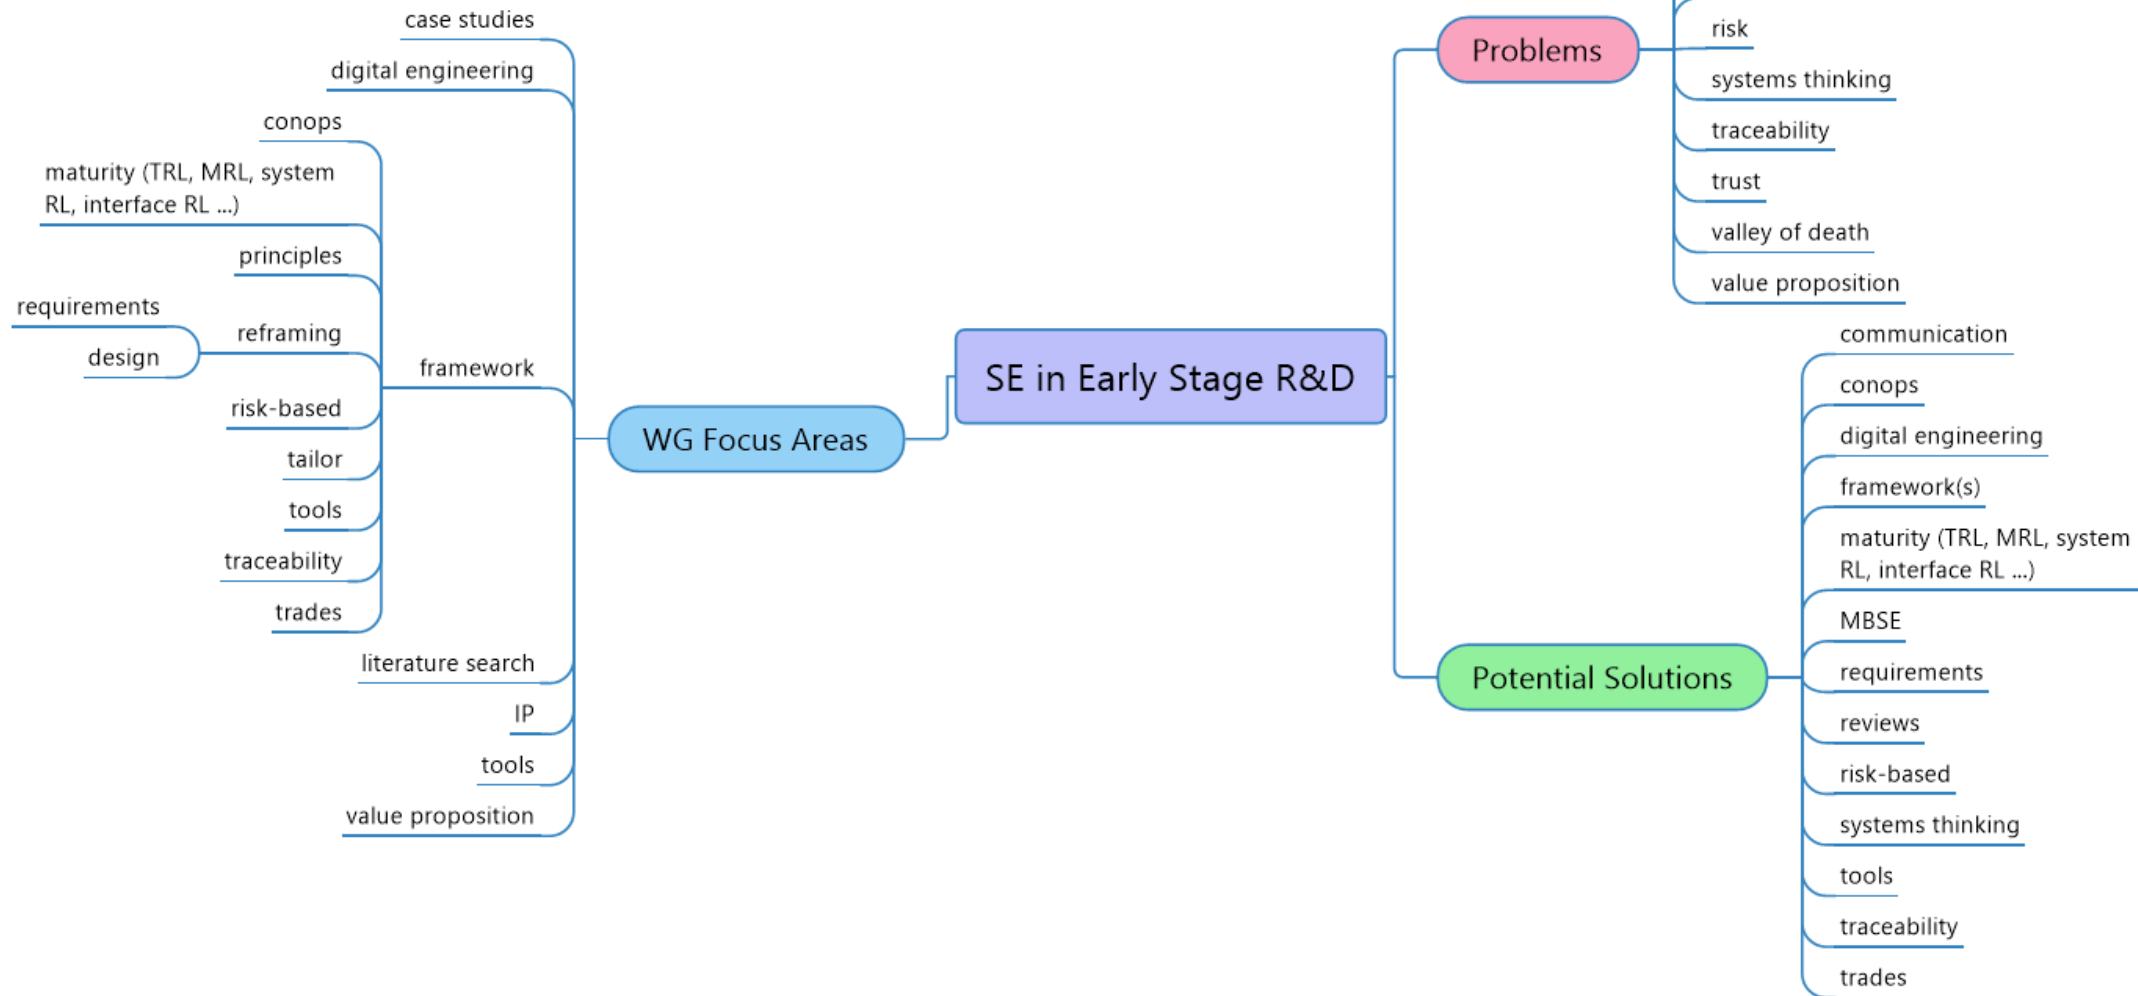 case studies
digital engineering
conops
maturity (TRL, MRL, system
RL, interface RL ...)
principles
requirements
reframing
design
framework
risk-based
tailor
tools
traceability
trades
literature search
IP
tools
value proposition
WG Focus Areas
SE in Early Stage R&D
Problems
risk
systems thinking
traceability
trust
valley of death
value proposition
Potential Solutions
communication
conops
digital engineering
framework(s)
maturity (TRL, MRL, system
RL, interface RL ...)
MBSE
requirements
reviews
risk-based
systems thinking
tools
traceability
trades